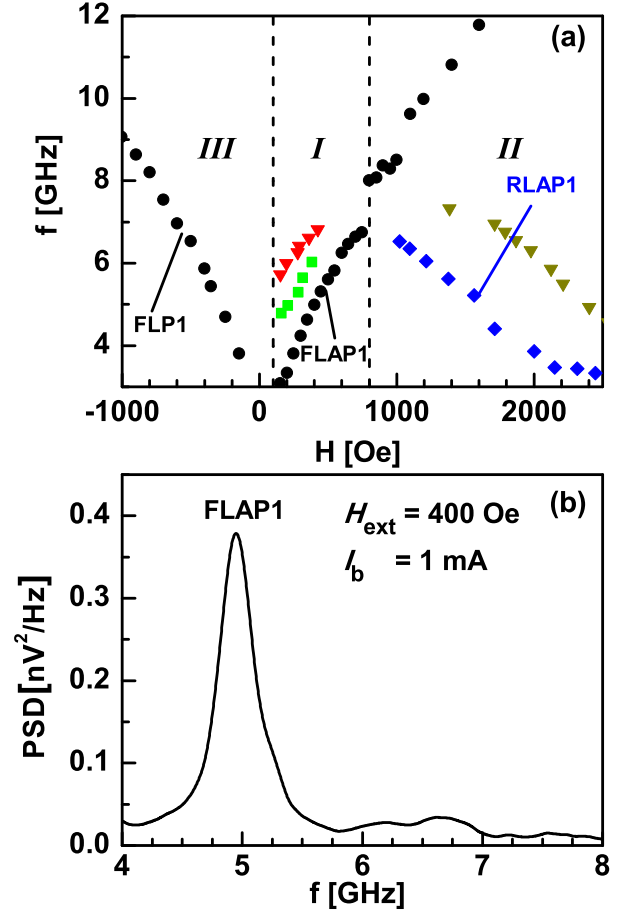 (a)
12
10
8
6
4
f [GHz]
III
I
II
RLAP1
FLP1
FLAP1
-1000
0
1000
2000
H [Oe]
(b)
FLAP1
H_ext = 400 Oe
I_b = 1 mA
0.4
0.3
0.2
0.1
0.0
PSD[nV²/Hz]
4
5
6
7
8
f [GHz]